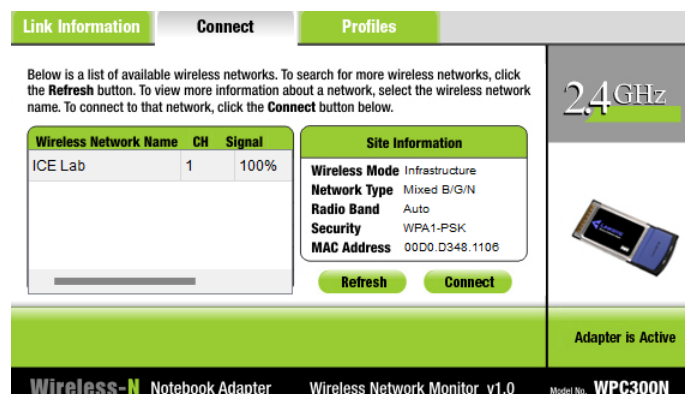 Link Information
Connect
Profiles
Below is a list of available wireless networks. To search for more wireless networks, click
the Refresh button. To view more information about a network, select the wireless network
name. To connect to that network, click the Connect button below.
2,4GHz
Wireless Network Name CH Signal
ICE Lab 1 100%
Site Information
Wireless Mode Infrastructure
Network Type Mixed B/G/N
Radio Band Auto
Security WPA1-PSK
MAC Address 00D0.D348.1106
Refresh
Connect
Adapter is Active
Wireless-N Notebook Adapter
Wireless Network Monitor v1.0
Model No. WPC300N